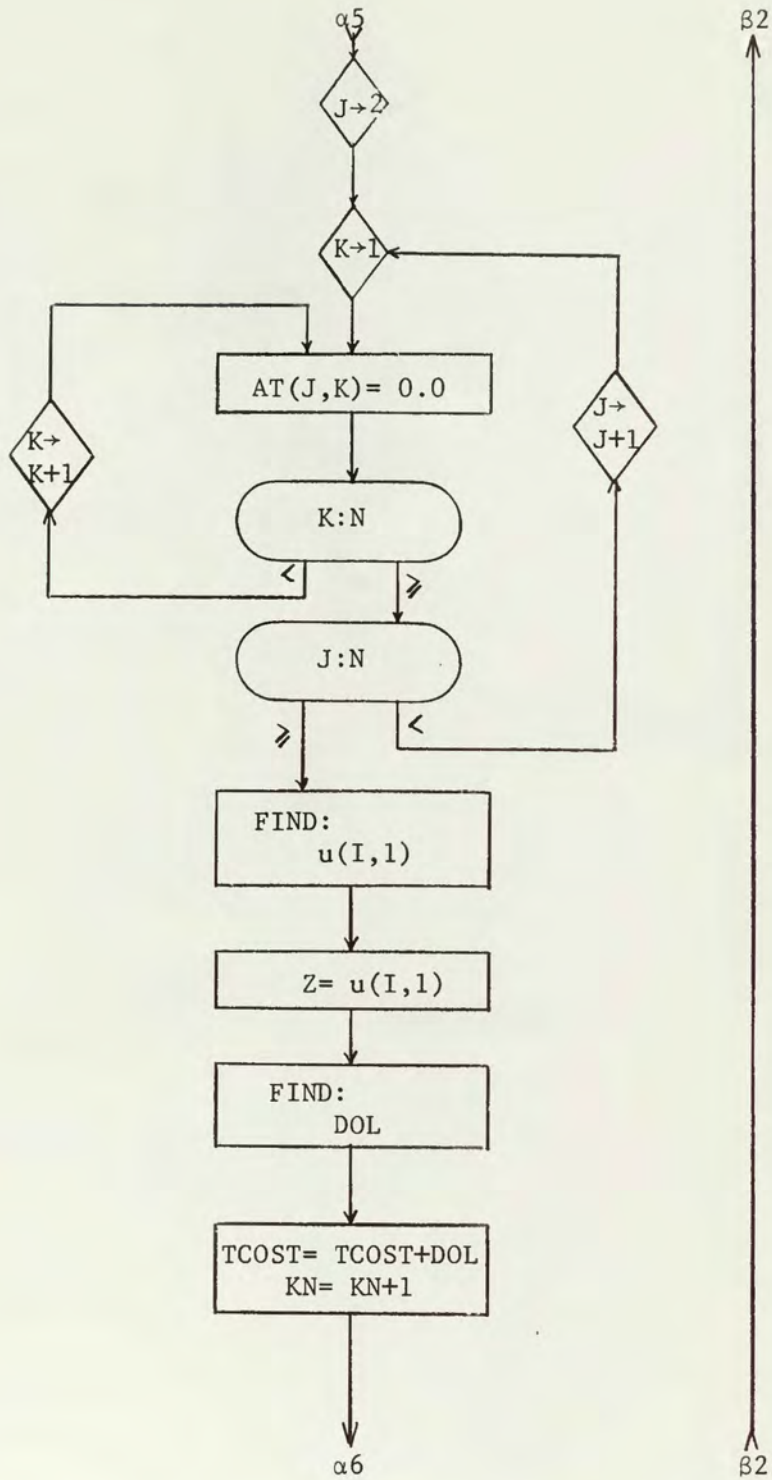 α5
β2
J→2
K→1
AT(J,K)= 0.0
K→
K+1
J→
J+1
K:N
<
⩾
J:N
⩾
<
FIND:
u(I,1)
Z= u(I,1)
FIND:
DOL
TCOST= TCOST+DOL
KN= KN+1
α6
β2